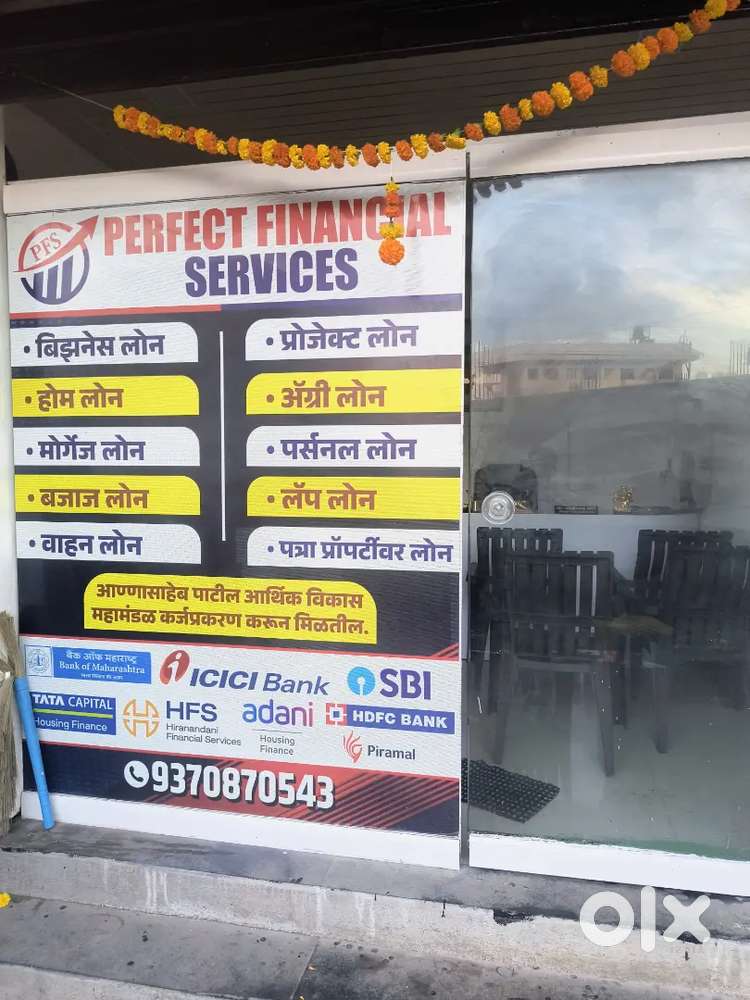 PFS
PERFECT FINANCIAL
SERVICES
• बिझनेस लोन
• होम लोन
• मोर्गेज लोन
• बजाज लोन
• वाहन लोन
• प्रोजेक्ट लोन
• ॲग्री लोन
• पर्सनल लोन
• लॅप लोन
• पत्रा प्रॉपर्टीवर लोन
आण्णासाहेब पाटील आर्थिक विकास
महामंडळ कर्जप्रकरण करून मिळतील.
बैंक ऑफ महाराष्ट्र
Bank of Maharashtra
ICICI Bank
SBI
TATA CAPITAL
Housing Finance
HFS
Hiranandani
Financial Services
adani
Housing
Finance
HDFC BANK
Piramal
9370870543
olx